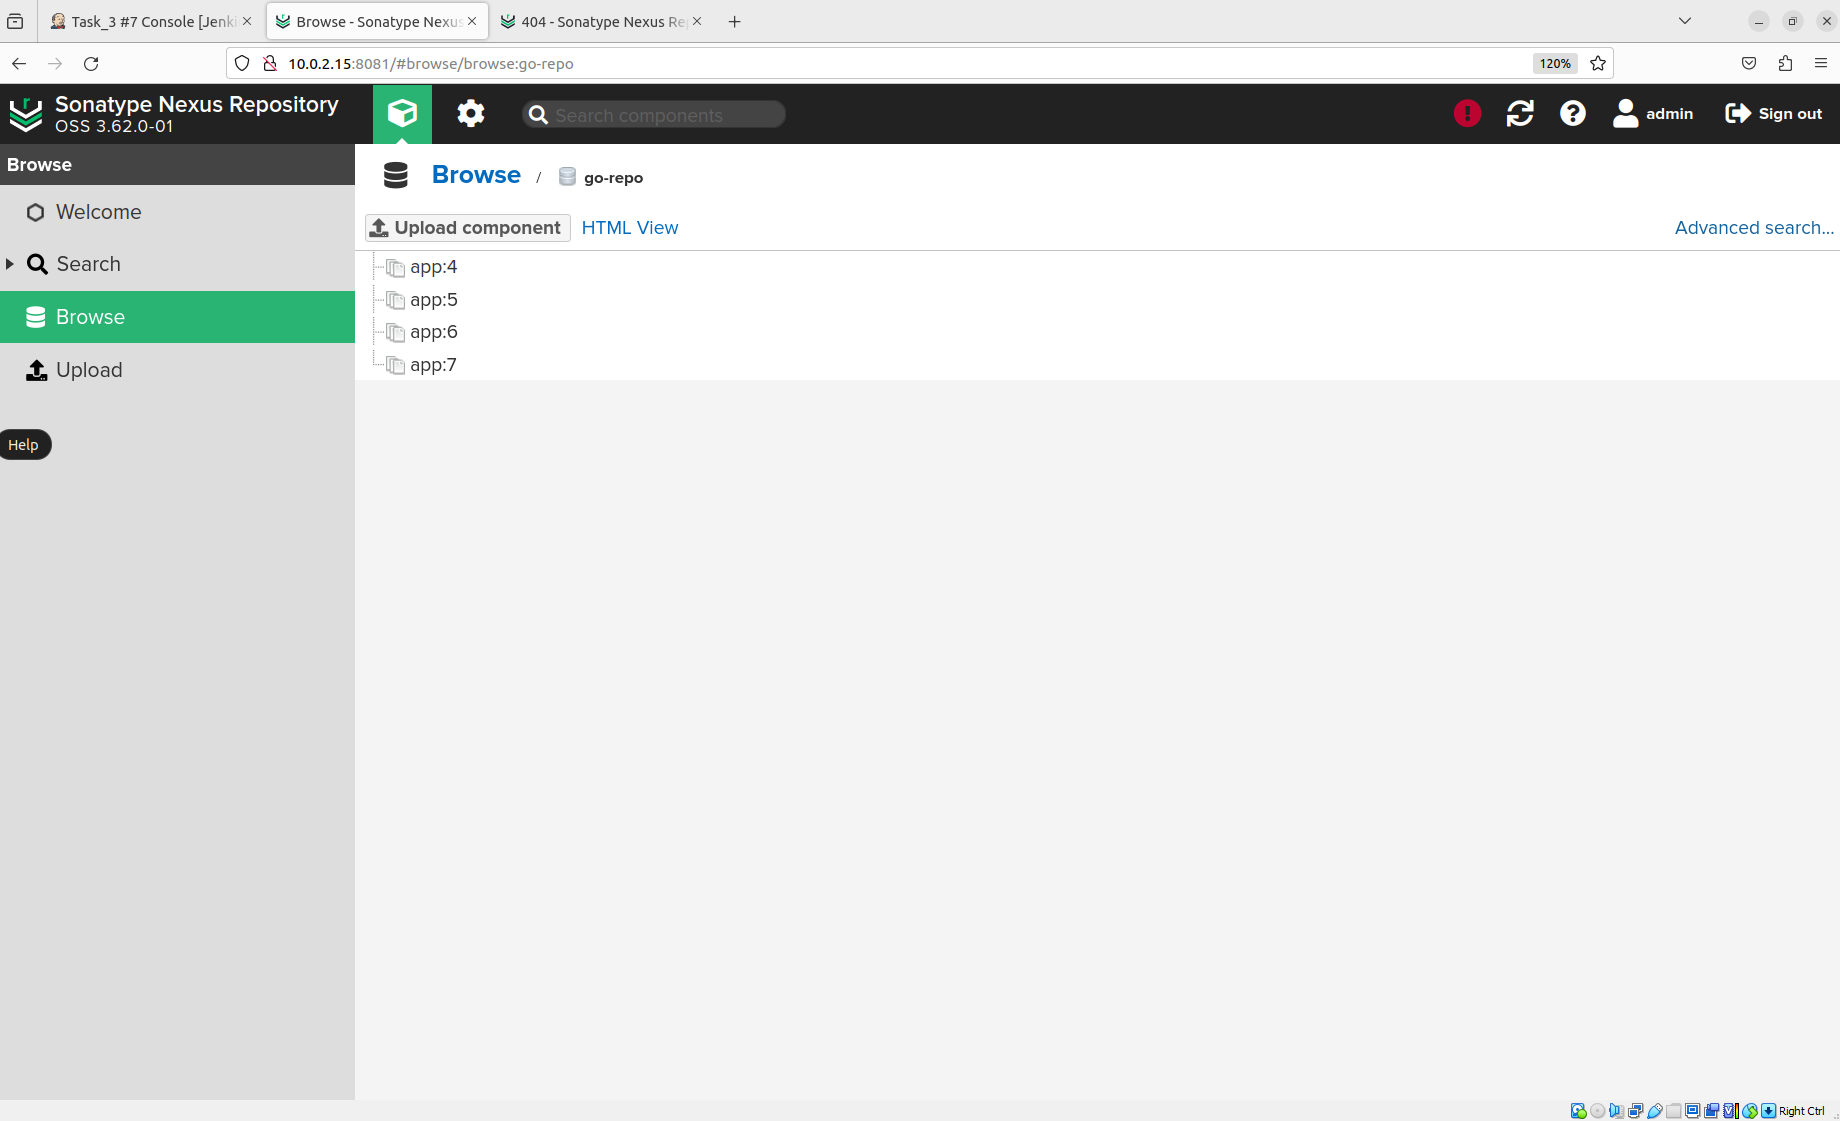 Task_3 #7 Console [Jenki
Browse - Sonatype Nexus
404 - Sonatype Nexus Re
10.0.2.15:8081/#browse/browse:go-repo
120%
Sonatype Nexus Repository
OSS 3.62.0-01
Search components
admin
Sign out
Browse
Welcome
Search
Browse
Upload
Help
Browse / go-repo
Upload component
HTML View
Advanced search...
app:4
app:5
app:6
app:7
Right Ctrl